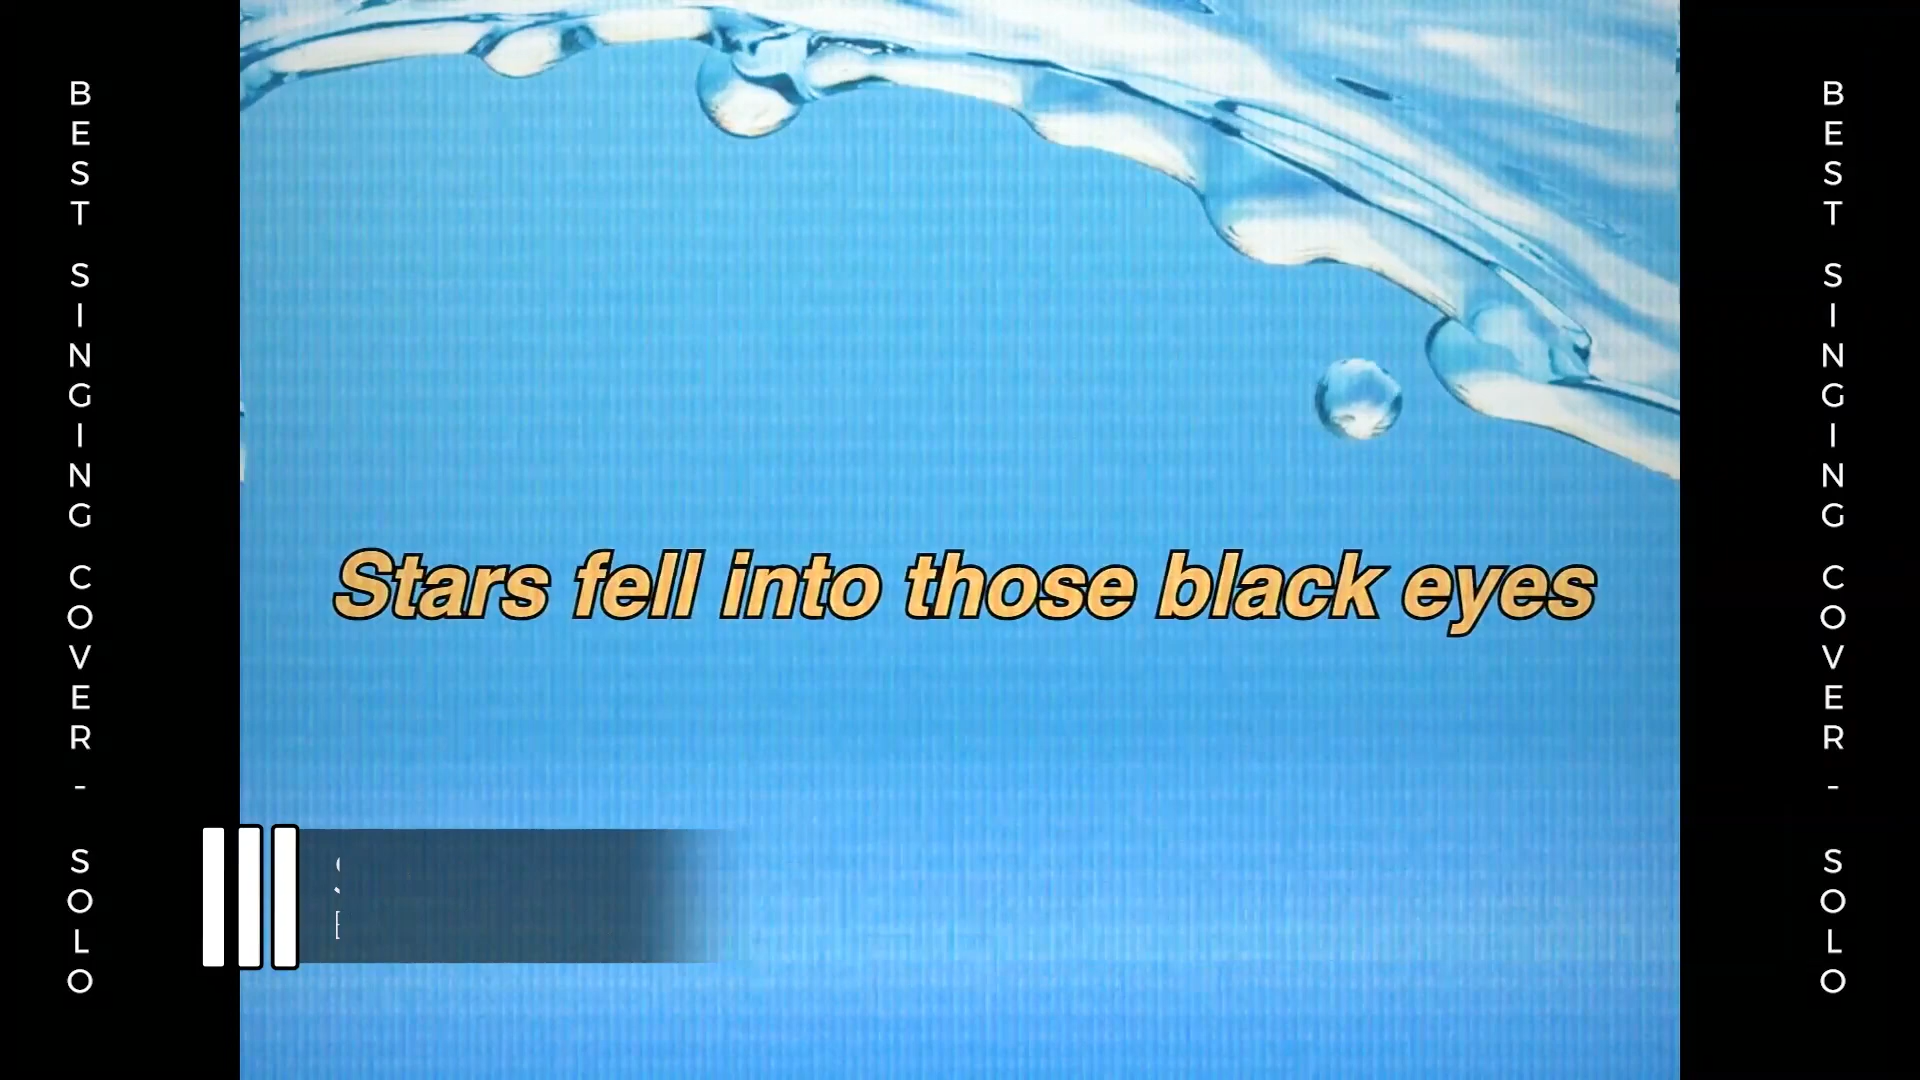 BEST SINGING COVER - SOLO
Stars fell into those black eyes
BEST SINGING COVER - SOLO